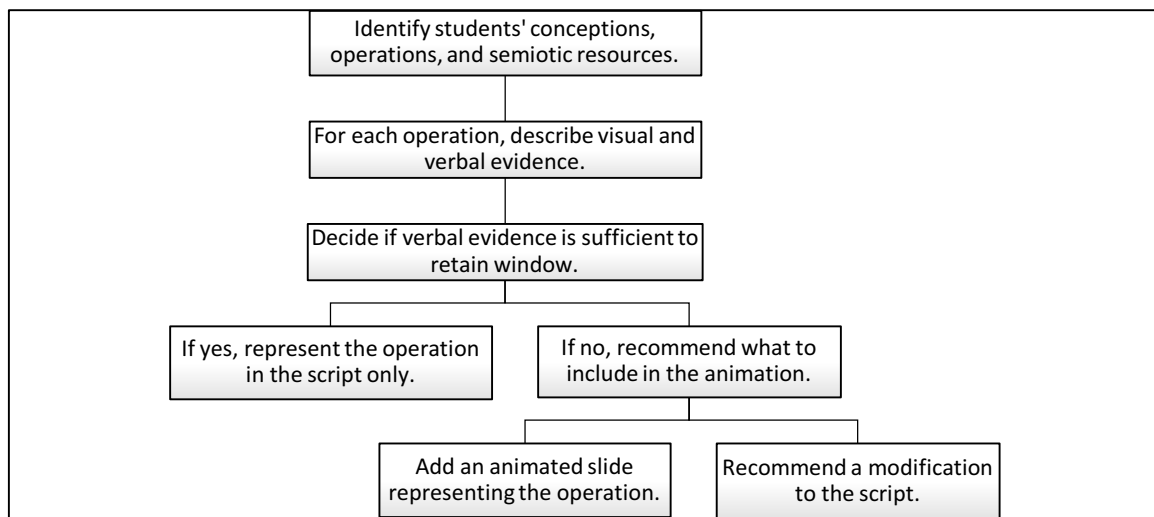 Identify students' conceptions,
operations, and semiotic resources.
For each operation, describe visual and
verbal evidence.
Decide if verbal evidence is sufficient to
retain window.
If yes, represent the operation
in the script only.
If no, recommend what to
include in the animation.
Add an animated slide
representing the operation.
Recommend a modification
to the script.